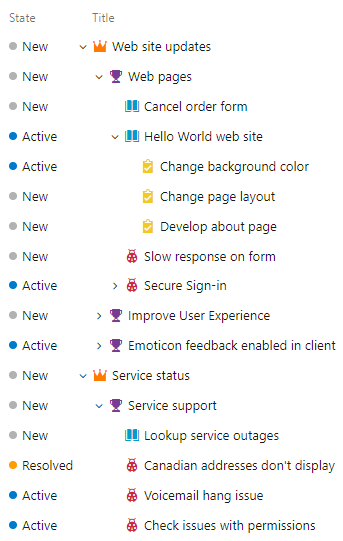 State Title
New Web site updates
New Web pages
New Cancel order form
Active Hello World web site
Active Change background color
New Change page layout
New Develop about page
New Slow response on form
Active Secure Sign-in
New Improve User Experience
Active Emoticon feedback enabled in client
New Service status
New Service support
New Lookup service outages
Resolved Canadian addresses don't display
Active Voicemail hang issue
Active Check issues with permissions